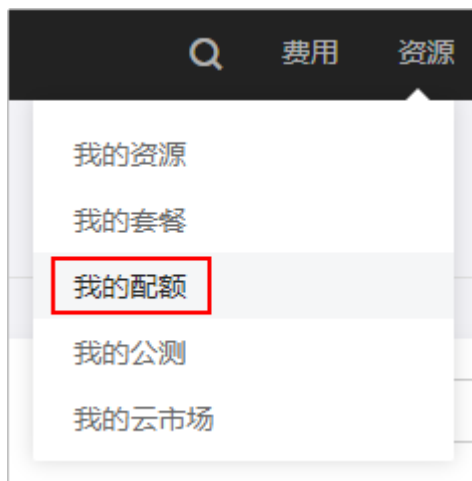 费用 资源
我的资源
我的套餐
我的配额
我的公测
我的云市场